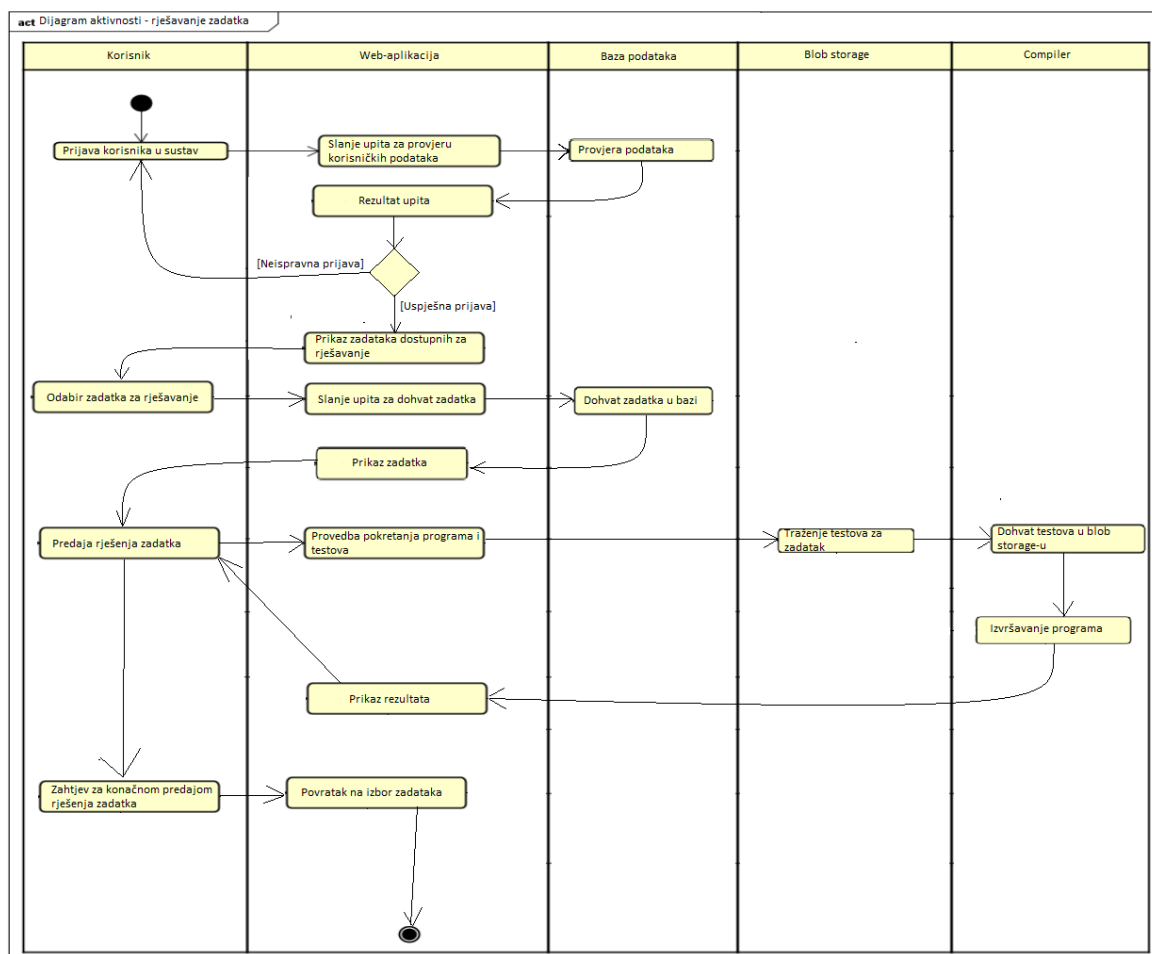 act Dijagram aktivnosti - rješavanje zadatka
Korisnik
Web-aplikacija
Baza podataka
Blob storage
Compiler
Prijava korisnika u sustav
Slanje upita za provjeru
korisničkih podataka
Provjera podataka
Rezultat upita
[Neispravna prijava]
[Uspješna prijava]
Prikaz zadataka dostupnih za
rješavanje
Odabir zadatka za rješavanje
Slanje upita za dohvat zadatka
Dohvat zadatka u bazi
Prikaz zadatka
Predaja rješenja zadatka
Provedba pokretanja programa i
testova
Traženje testova za
zadatak
Dohvat testova u blob
storage-u
Izvršavanje programa
Prikaz rezultata
Zahtjev za konačnom predajom
rješenja zadatka
Povratak na izbor zadataka